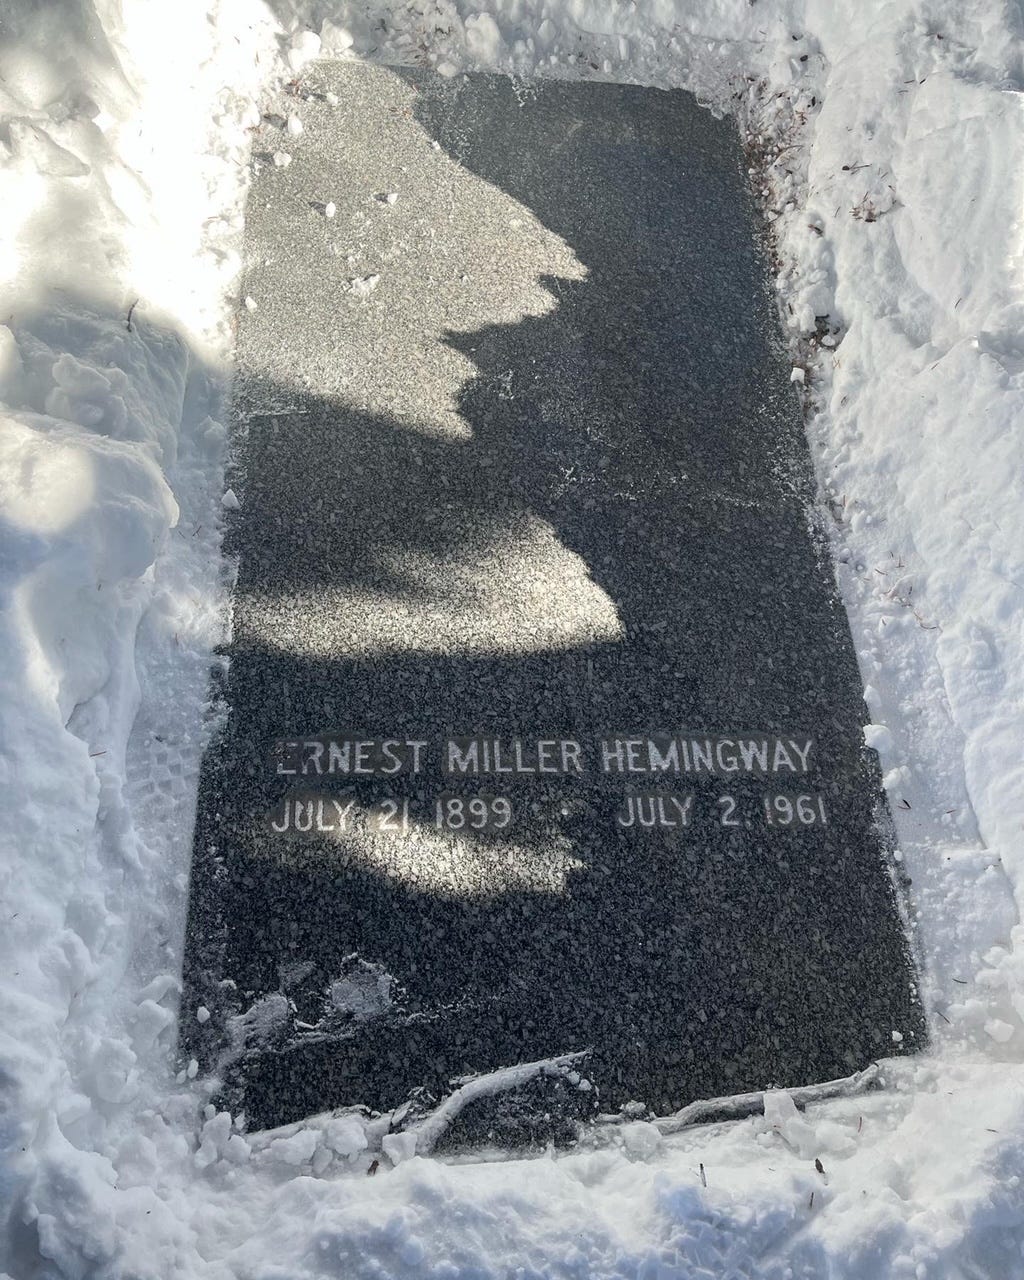 ERNEST MILLER HEMINGWAY
JULY 21, 1899 • JULY 2, 1961